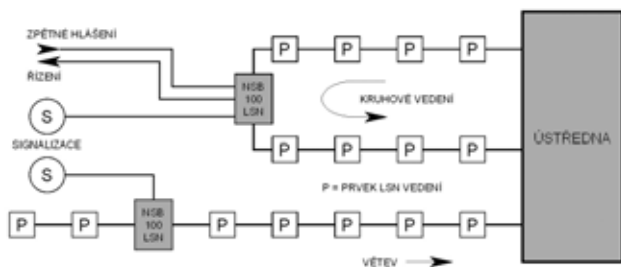 ZPĚTNÉ HLÁŠENÍ
P P P P
ŘÍZENÍ
NSB
100
LSN
KRUHOVÉ VEDENÍ
S
ÚSTŘEDNA
SIGNALIZACE
P P P P
S
P = PRVEK LSN VEDENÍ
P P
NSB
100
LSN
P P P P P
VĚTEV